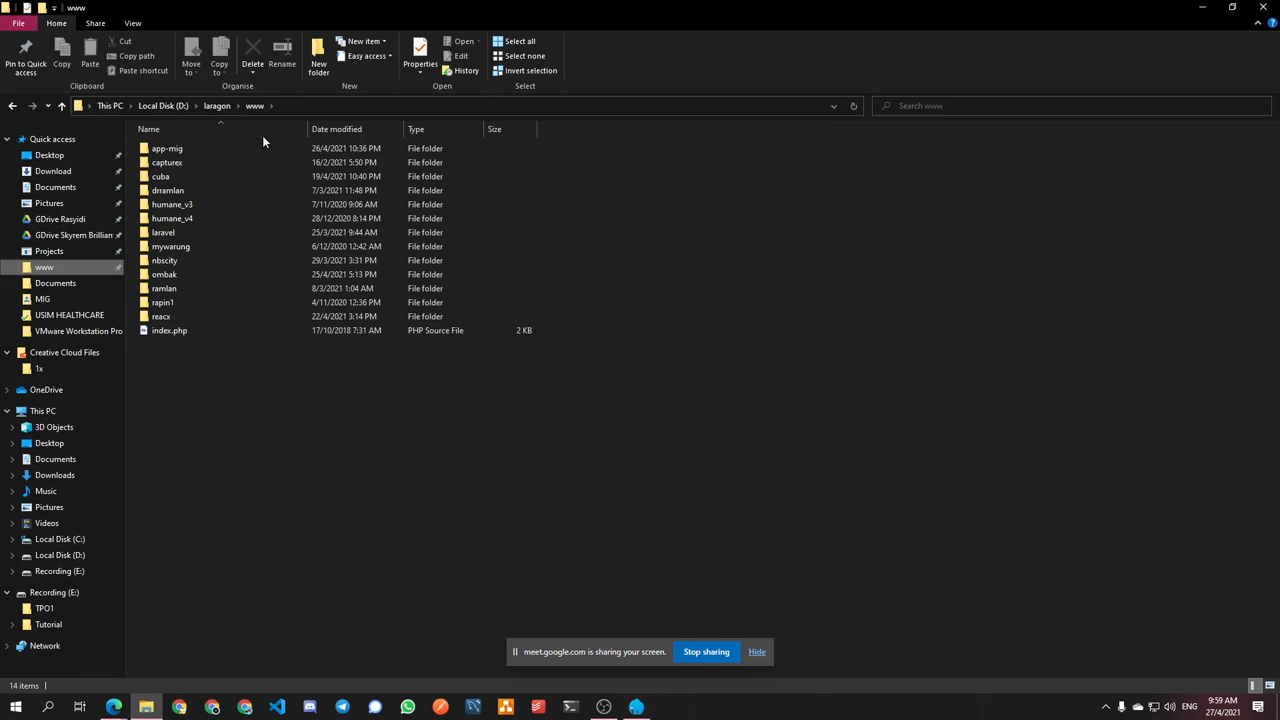 www
File
Home
Share
View
Pin to Quick access
Copy
Paste
Cut
Copy path
Paste shortcut
Clipboard
Move to
Copy to
Delete
Rename
Organise
New folder
New item
Easy access
New
Properties
Open
Edit
History
Open
Select all
Select none
Invert selection
Select
This PC
Local Disk (D:)
laragon
www
Search www
Name
Date modified
Type
Size
app-mig 26/4/2021 10:36 PM File folder
capturex 16/2/2021 5:50 PM File folder
cuba 19/4/2021 10:40 PM File folder
drramlan 7/3/2021 11:48 PM File folder
humane_v3 7/11/2020 9:06 AM File folder
humane_v4 28/12/2020 8:14 PM File folder
laravel 25/3/2021 9:44 AM File folder
mywarung 6/12/2020 12:42 AM File folder
nbscity 29/3/2021 3:31 PM File folder
ombak 25/4/2021 5:13 PM File folder
ramlan 8/3/2021 1:04 AM File folder
rapin1 4/11/2020 12:36 PM File folder
reacx 22/4/2021 3:14 PM File folder
index.php 17/10/2018 7:31 AM PHP Source File 2 KB
Quick access
Desktop
Download
Documents
Pictures
GDrive Rasyidi
GDrive Skyrem Brillian
Projects
www
Documents
MIG
USIM HEALTHCARE
VMware Workstation Pro
Creative Cloud Files
1x
OneDrive
This PC
3D Objects
Desktop
Documents
Downloads
Music
Pictures
Videos
Local Disk (C:)
Local Disk (D:)
Recording (E:)
Recording (E:)
TPO1
Tutorial
Network
meet.google.com is sharing your screen.
Stop sharing
Hide
14 items
ENG
9:59 AM
27/4/2021